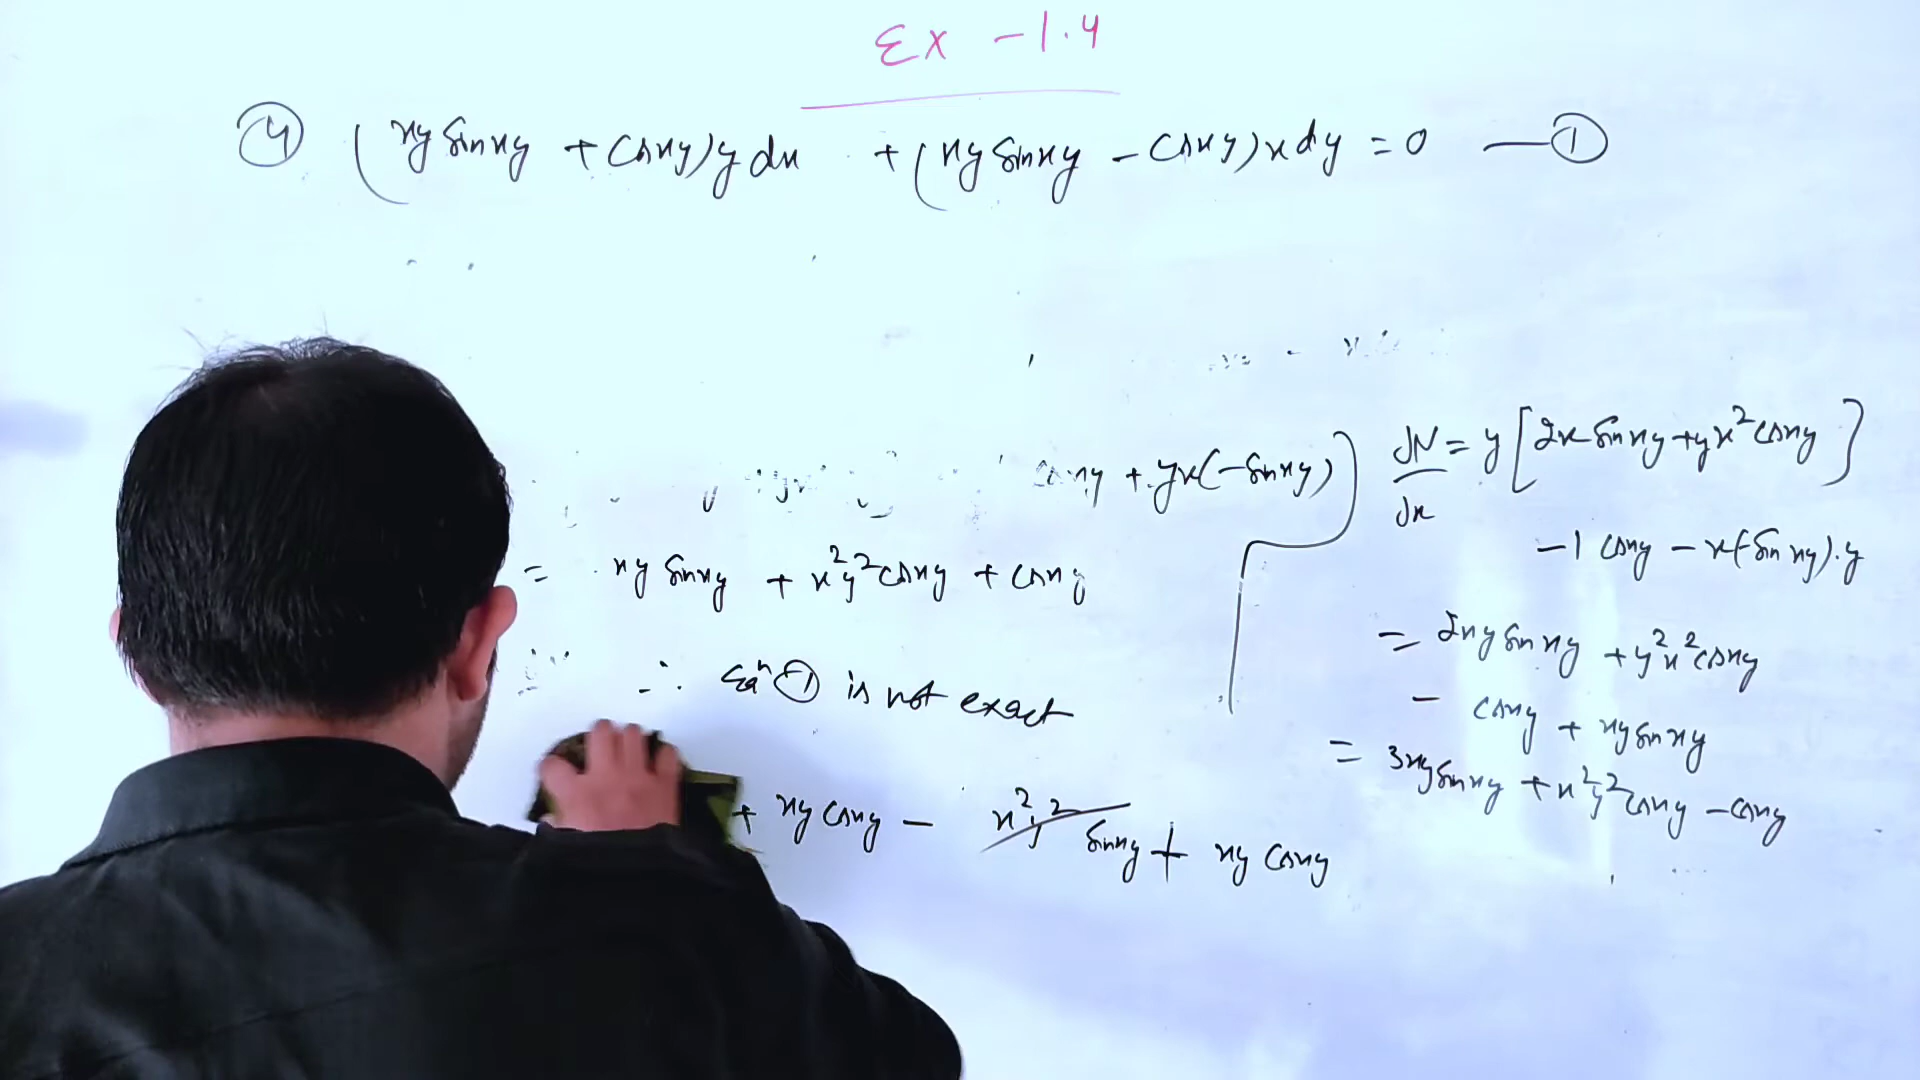 Ex - 1.4
④ (xy sin xy + cos xy) y dx + (xy sin xy - cos xy) x dy = 0 — ①
cos xy + yx(-sin xy)
= xy sin xy + x²y² cos xy + cos xy
∴ Eqⁿ ① is not exact
+ xy cos xy - x²y² sin xy + xy cos xy
∂N/∂x = y [2x sin xy + yx² cos xy]
-1 cos xy - x(-sin xy).y
= 2xy sin xy + y²x² cos xy
- cos xy + xy sin xy
= 3xy sin xy + x²y² cos xy - cos xy